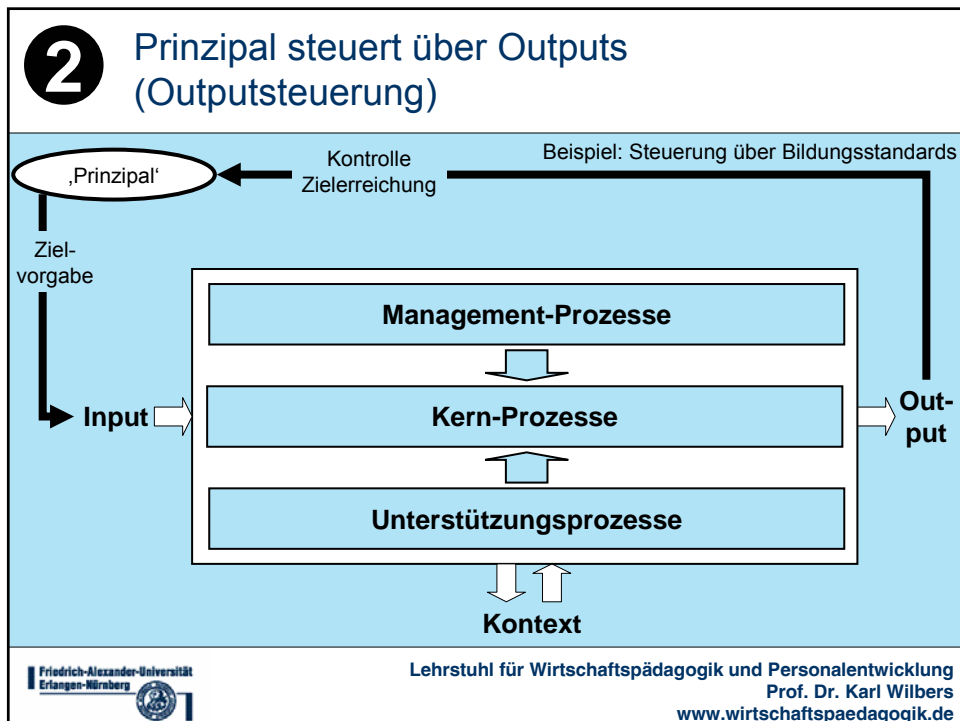 2
Prinzipal steuert über Outputs
(Outputsteuerung)
‚Prinzipal‘
Kontrolle
Zielerreichung
Beispiel: Steuerung über Bildungsstandards
Ziel-
vorgabe
Management-Prozesse
Input
Kern-Prozesse
Out-
put
Unterstützungsprozesse
Kontext
Friedrich-Alexander-Universität
Erlangen-Nürnberg
Lehrstuhl für Wirtschaftspädagogik und Personalentwicklung
Prof. Dr. Karl Wilbers
www.wirtschaftspaedagogik.de